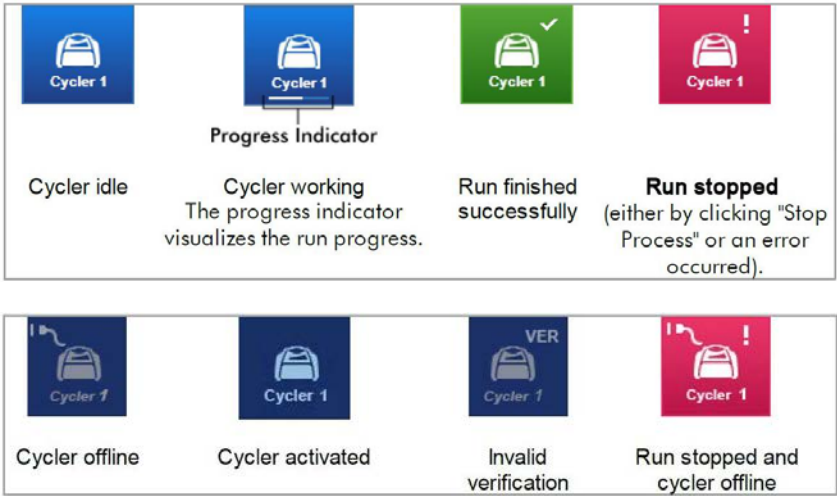 Cycler 1
Cycler 1
Cycler 1
Cycler 1
Progress Indicator
Cycler idle
Cycler working
The progress indicator
visualizes the run progress.
Run finished
successfully
Run stopped
(either by clicking "Stop
Process" or an error
occurred).
VER
Cycler 1
Cycler 1
Cycler 1
Cycler 1
Cycler offline
Cycler activated
Invalid
verification
Run stopped and
cycler offline